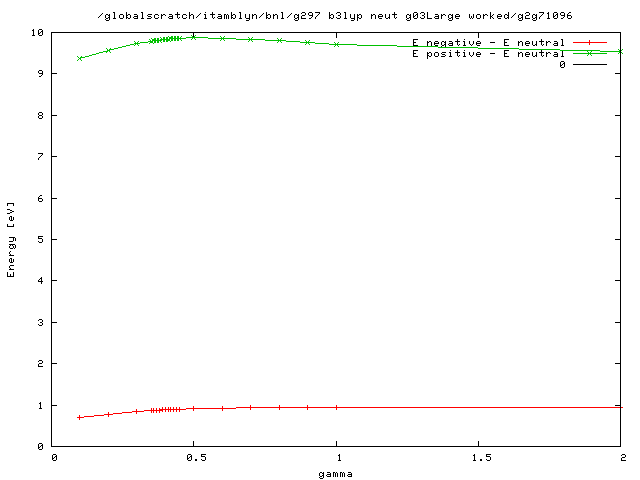 /globalscratch/itamblyn/bnl/g297 b3lyp neut g03Large worked/g2g71096
E negative - E neutral
E positive - E neutral
0
10
9
8
7
6
5
4
3
2
1
0
Energy [eV]
0 0.5 1 1.5 2
gamma